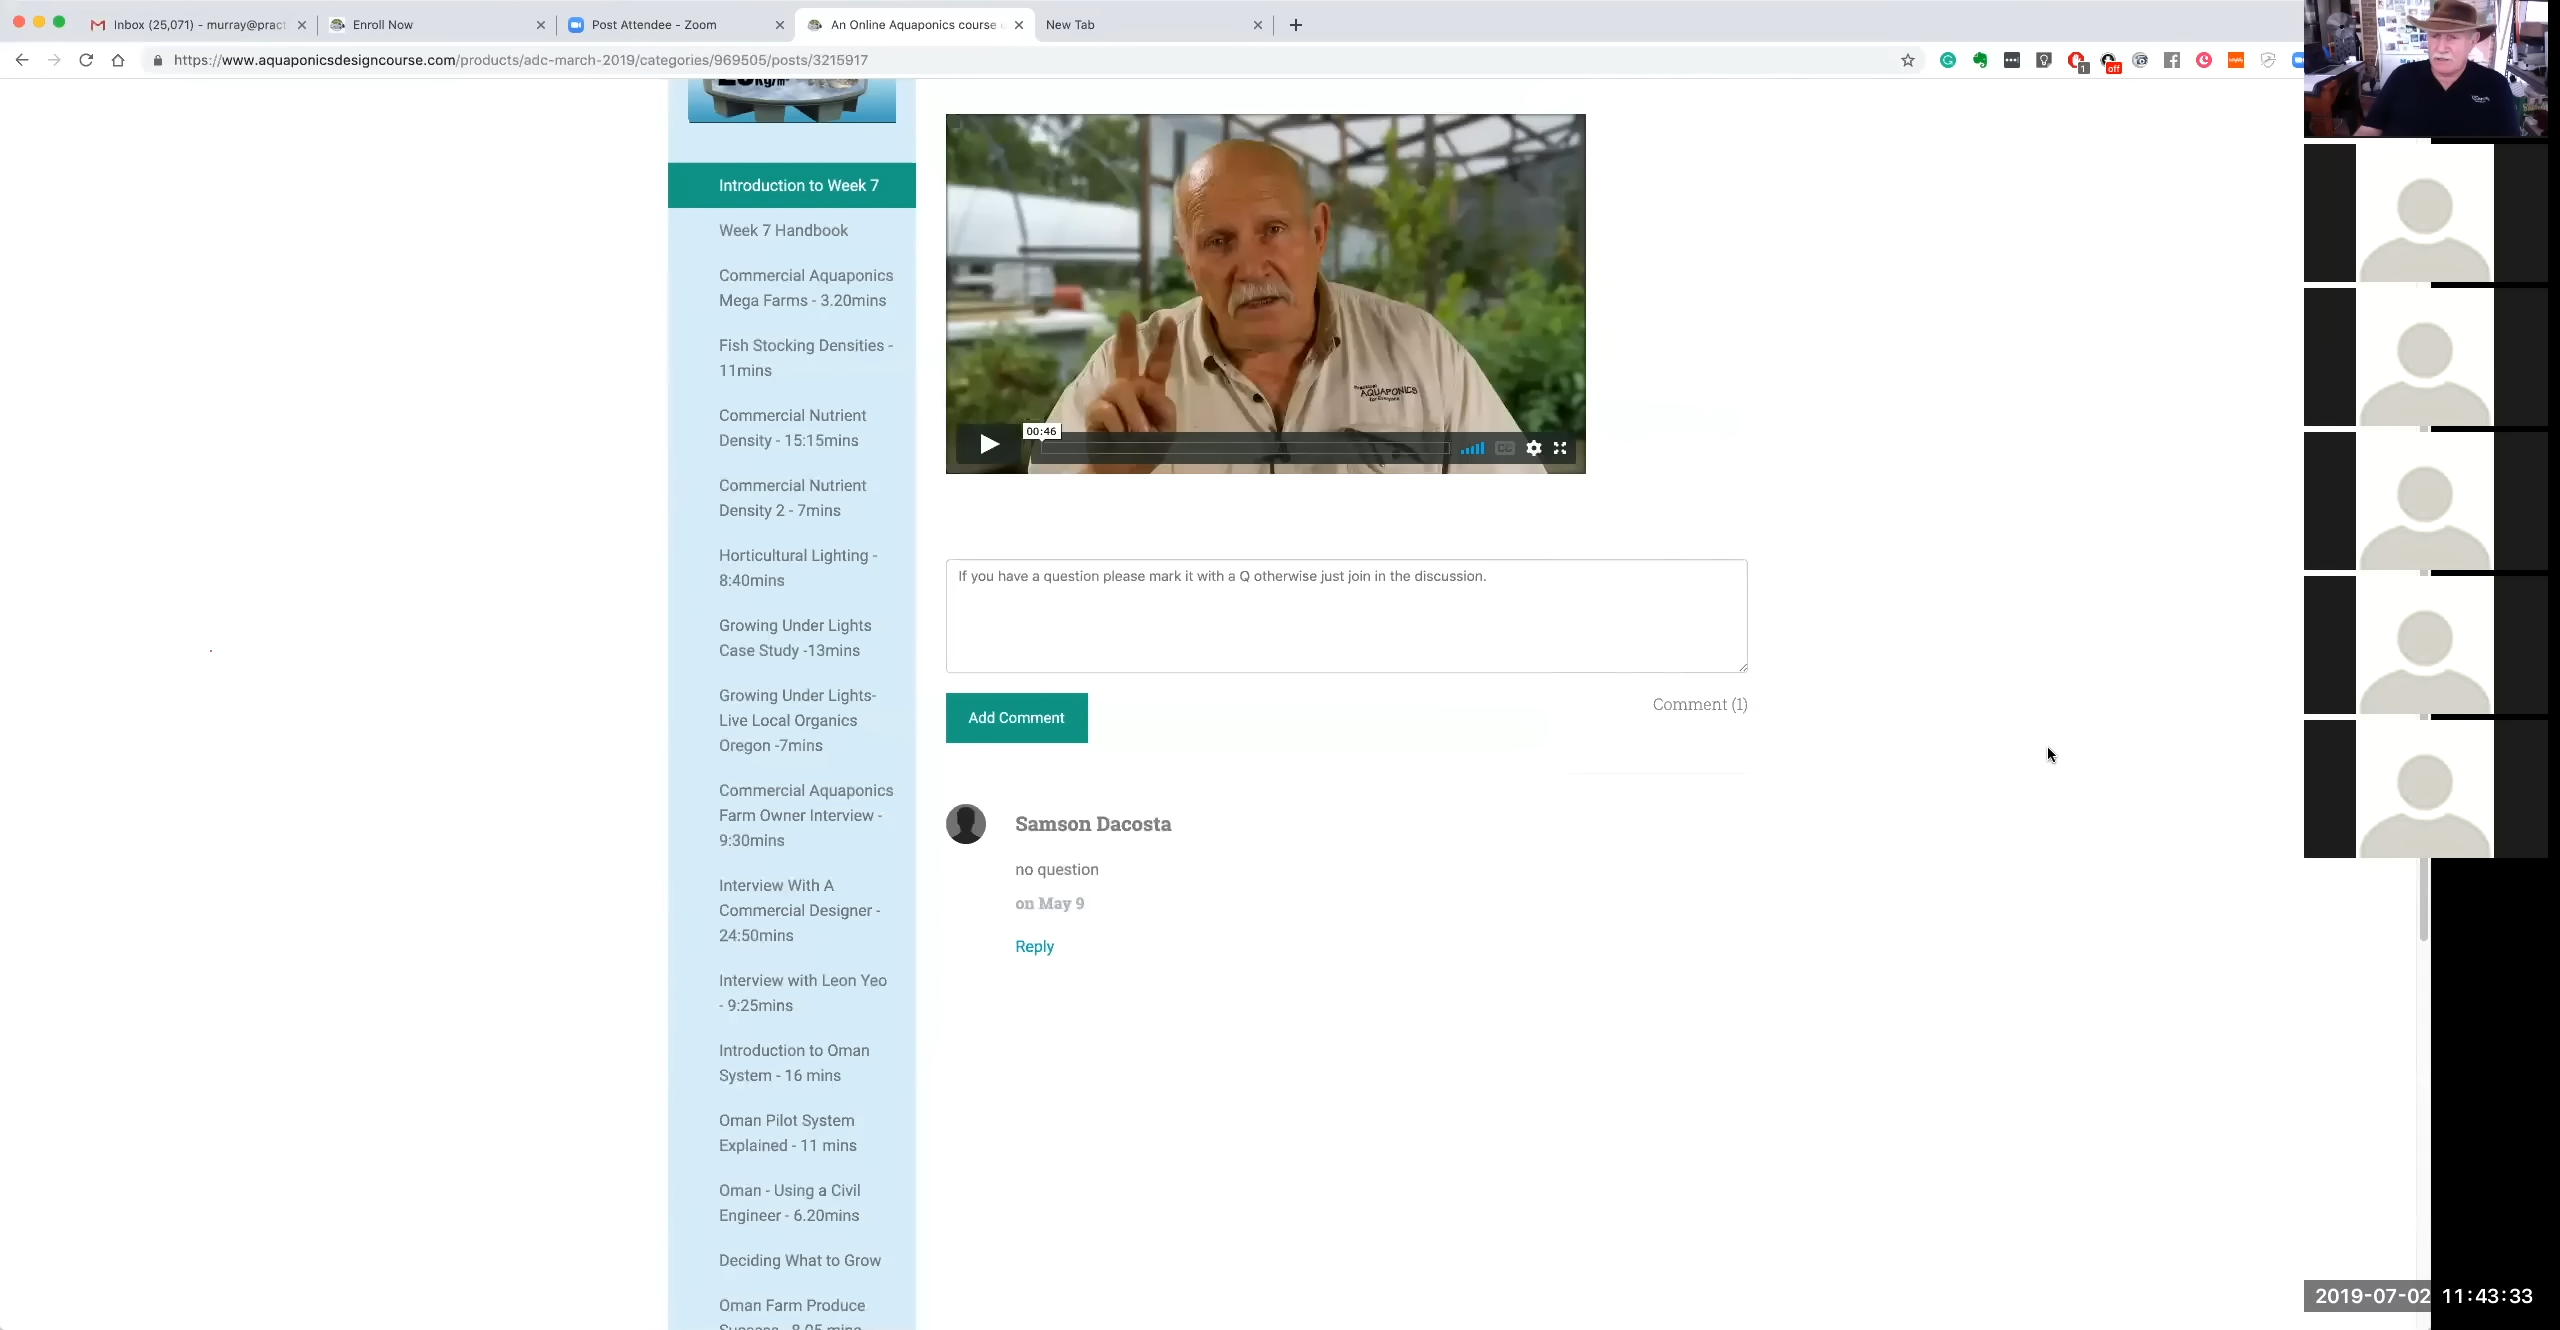 Inbox (25,071) - murray@pract
Enroll Now
Post Attendee - Zoom
An Online Aquaponics course
New Tab
https://www.aquaponicsdesigncourse.com/products/adc-march-2019/categories/969505/posts/3215917
1
off
kg/m³
Introduction to Week 7
Week 7 Handbook
Commercial Aquaponics
Mega Farms - 3.20mins
Fish Stocking Densities -
11mins
Commercial Nutrient
Density - 15:15mins
Commercial Nutrient
Density 2 - 7mins
Horticultural Lighting -
8:40mins
Growing Under Lights
Case Study -13mins
Growing Under Lights-
Live Local Organics
Oregon -7mins
Commercial Aquaponics
Farm Owner Interview -
9:30mins
Interview With A
Commercial Designer -
24:50mins
Interview with Leon Yeo
- 9:25mins
Introduction to Oman
System - 16 mins
Oman Pilot System
Explained - 11 mins
Oman - Using a Civil
Engineer - 6.20mins
Deciding What to Grow
Oman Farm Produce
Practical
AQUAPONICS
for Everyone
00:46
CC
If you have a question please mark it with a Q otherwise just join in the discussion.
Add Comment
Comment (1)
Samson Dacosta
no question
on May 9
Reply
2019-07-02 11:43:33